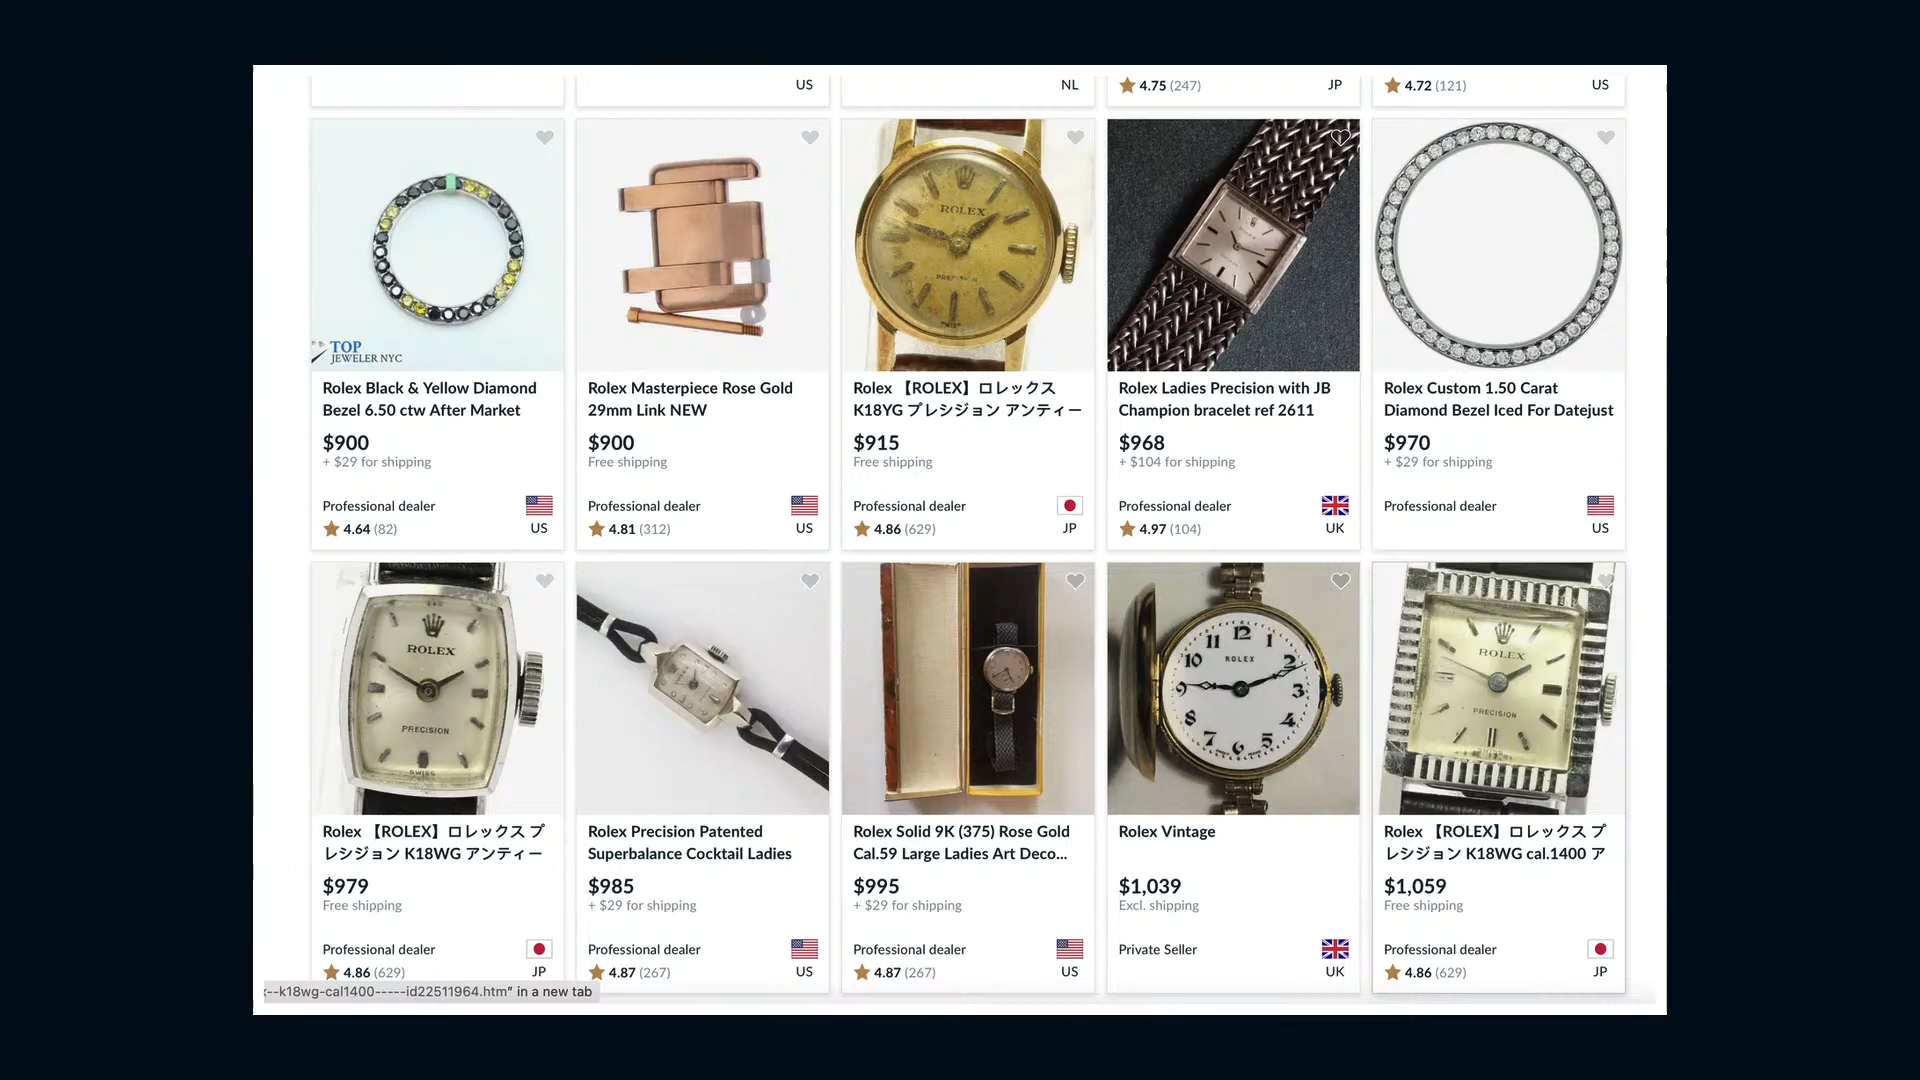 US
NL
4.75 (247) JP
4.72 (121) US
TOP
JEWELER NYC
ROLEX
PRECISION
Rolex Black & Yellow Diamond
Bezel 6.50 ctw After Market
$900
+ $29 for shipping
Professional dealer
4.64 (82) US
Rolex Masterpiece Rose Gold
29mm Link NEW
$900
Free shipping
Professional dealer
4.81 (312) US
Rolex 【ROLEX】ロレックス
K18YG プレシジョン アンティー
$915
Free shipping
Professional dealer
4.86 (629) JP
Rolex Ladies Precision with JB
Champion bracelet ref 2611
$968
+ $104 for shipping
Professional dealer
4.97 (104) UK
Rolex Custom 1.50 Carat
Diamond Bezel Iced For Datejust
$970
+ $29 for shipping
Professional dealer
US
ROLEX
PRECISION
SWISS
12
1
2
3
4
5
6
7
8
9
10
11
ROLEX
ROLEX
PRECISION
Rolex 【ROLEX】ロレックス プ
レシジョン K18WG アンティー
$979
Free shipping
Professional dealer
4.86 (629) JP
Rolex Precision Patented
Superbalance Cocktail Ladies
$985
+ $29 for shipping
Professional dealer
4.87 (267) US
Rolex Solid 9K (375) Rose Gold
Cal.59 Large Ladies Art Deco...
$995
+ $29 for shipping
Professional dealer
4.87 (267) US
Rolex Vintage
$1,039
Excl. shipping
Private Seller
UK
Rolex 【ROLEX】ロレックス プ
レシジョン K18WG cal.1400 ア
$1,059
Free shipping
Professional dealer
4.86 (629) JP
--k18wg-cal1400-----id22511964.htm" in a new tab